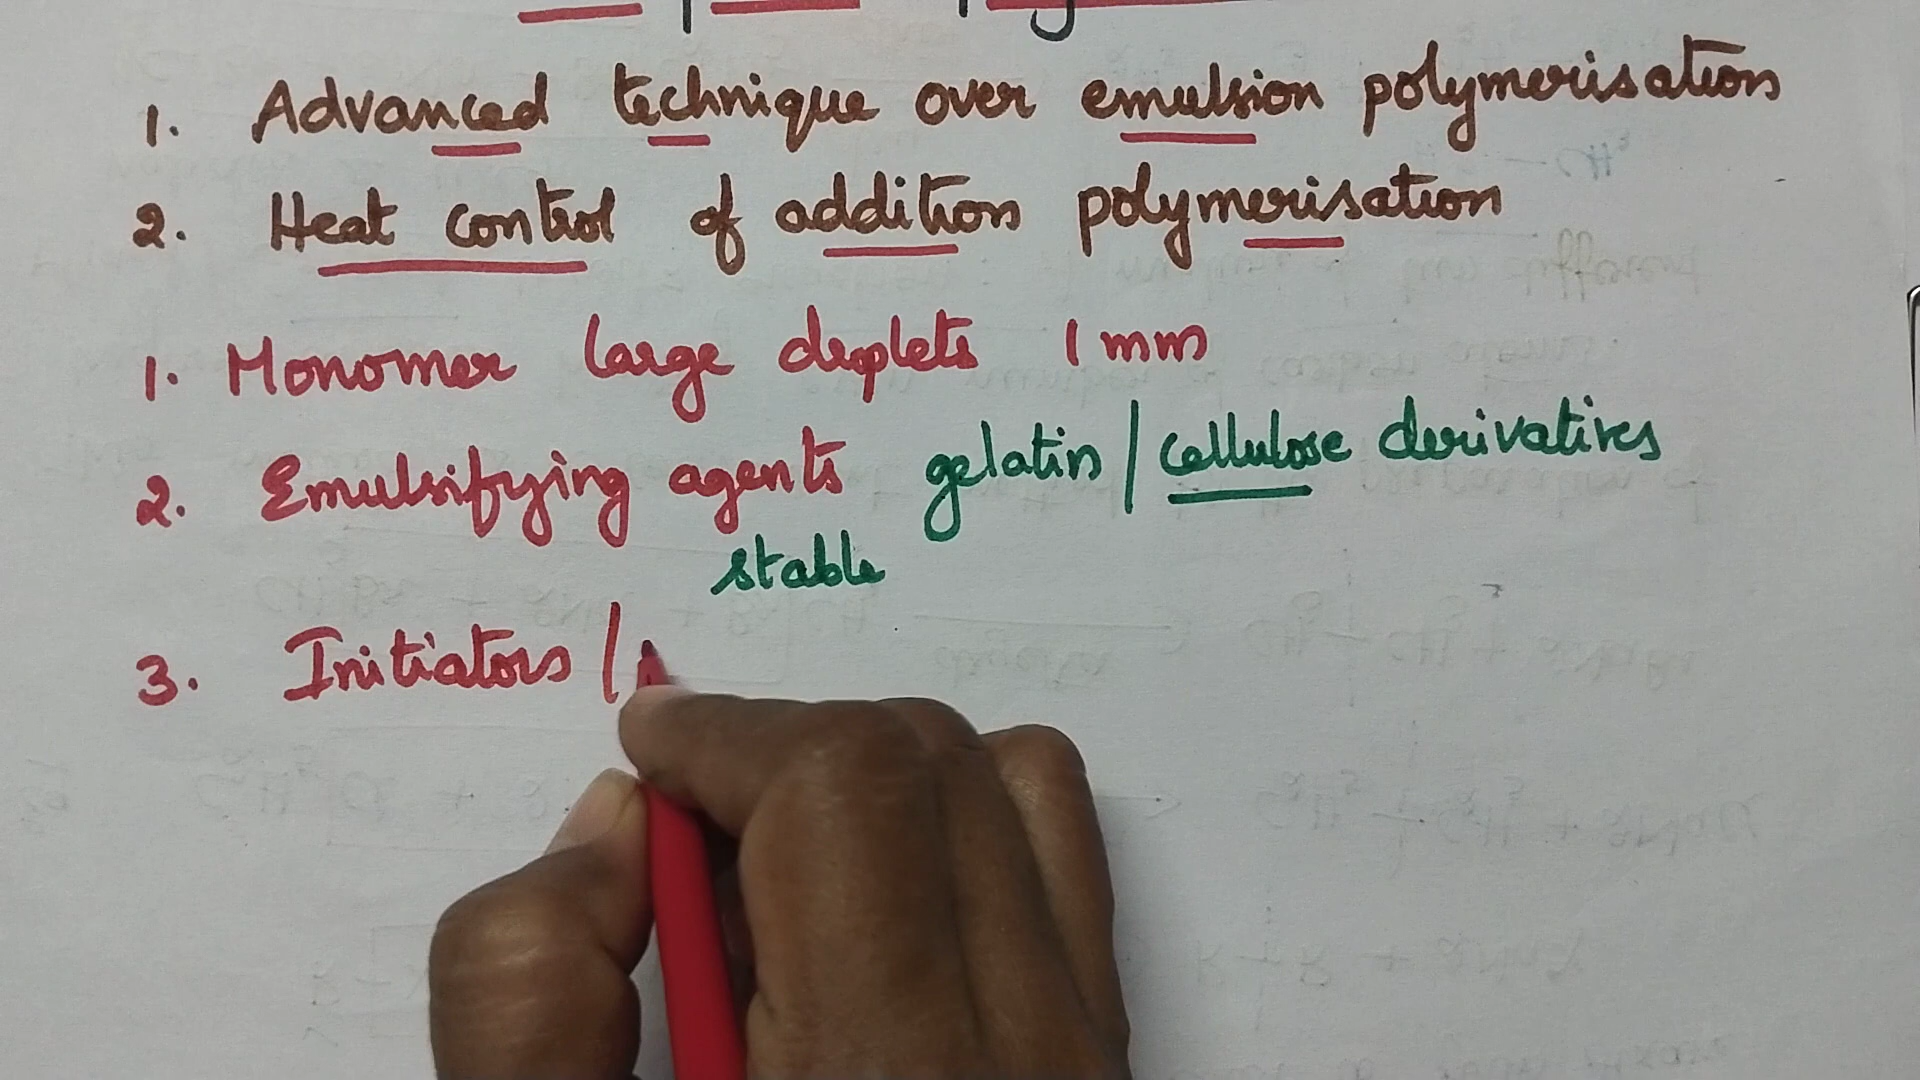 1. Advanced technique over emulsion polymerisation
2. Heat control of addition polymerisation
1. Monomer large droplets 1 mm
2. Emulsifying agents gelatin / cellulose derivatives
stable
3. Initiators /